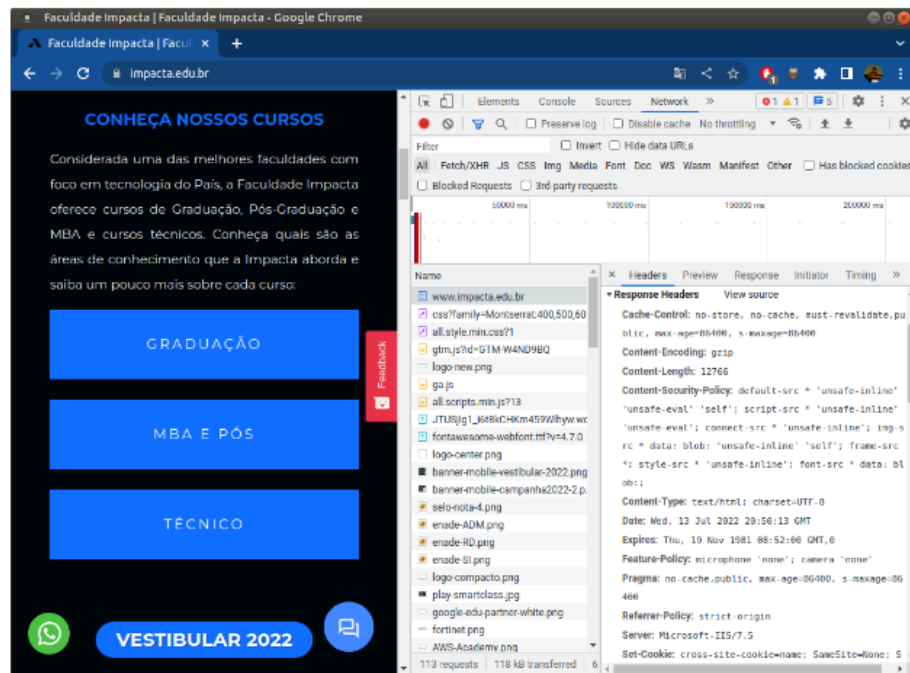 Faculdade Impacta | Faculdade Impacta - Google Chrome
Faculdade Impacta | Facul
impacta.edu.br
CONHEÇA NOSSOS CURSOS
Considerada uma das melhores faculdades com
foco em tecnologia do País, a Faculdade Impacta
oferece cursos de Graduação, Pós-Graduação e
MBA e cursos técnicos. Conheça quais são as
áreas de conhecimento que a Impacta aborda e
saiba um pouco mais sobre cada curso:
GRADUAÇÃO
MBA E PÓS
TÉCNICO
Feedback
VESTIBULAR 2022
Elements Console Sources Network » 1 1 5
Preserve log Disable cache No throttling
Filter Invert Hide data URLs
All Fetch/XHR JS CSS Img Media Font Doc WS Wasm Manifest Other Has blocked cookies
Blocked Requests 3rd party requests
50000 ms 100000 ms 150000 ms 200000 ms
Name
www.impacta.edu.br
css?family=Montserrat:400,500,60
all.style.min.css?1
gtm.js?id=GTM-W4ND9BQ
logo-new.png
ga.js
all.scripts.min.js?13
fontawesome-webfont.ttf?v=4.7.0
logo-center.png
banner-mobile-vestibular-2022.png
banner-mobile-campanha2022-2.p
selo-nota-4.png
enade-ADM.png
enade-RD.png
enade-SI.png
logo-compacto.png
play-smartclass.jpg
google-edu-partner-white.png
fortinet.png
AWS-Academy.png
113 requests 118 kB transferred 6
Headers Preview Response Initiator Timing »
Response Headers View source
Cache-Control: no-store, no-cache, must-revalidate,pu
blic, max-age=86400, s-maxage=86400
Content-Encoding: gzip
Content-Length: 12766
Content-Security-Policy: default-src * 'unsafe-inline'
'unsafe-eval' 'self'; script-src * 'unsafe-inline'
'unsafe-eval'; connect-src * 'unsafe-inline'; img-s
rc * data: blob: 'unsafe-inline' 'self'; frame-src
*; style-src * 'unsafe-inline'; font-src * data: bl
ob:;
Content-Type: text/html; charset=UTF-8
Date: Wed, 13 Jul 2022 20:50:13 GMT
Expires: Thu, 19 Nov 1981 08:52:00 GMT,0
Feature-Policy: microphone 'none'; camera 'none'
Pragma: no-cache,public, max-age=86400, s-maxage=86
400
Referrer-Policy: strict-origin
Server: Microsoft-IIS/7.5
Set-Cookie: cross-site-cookie=name; SameSite=None; S